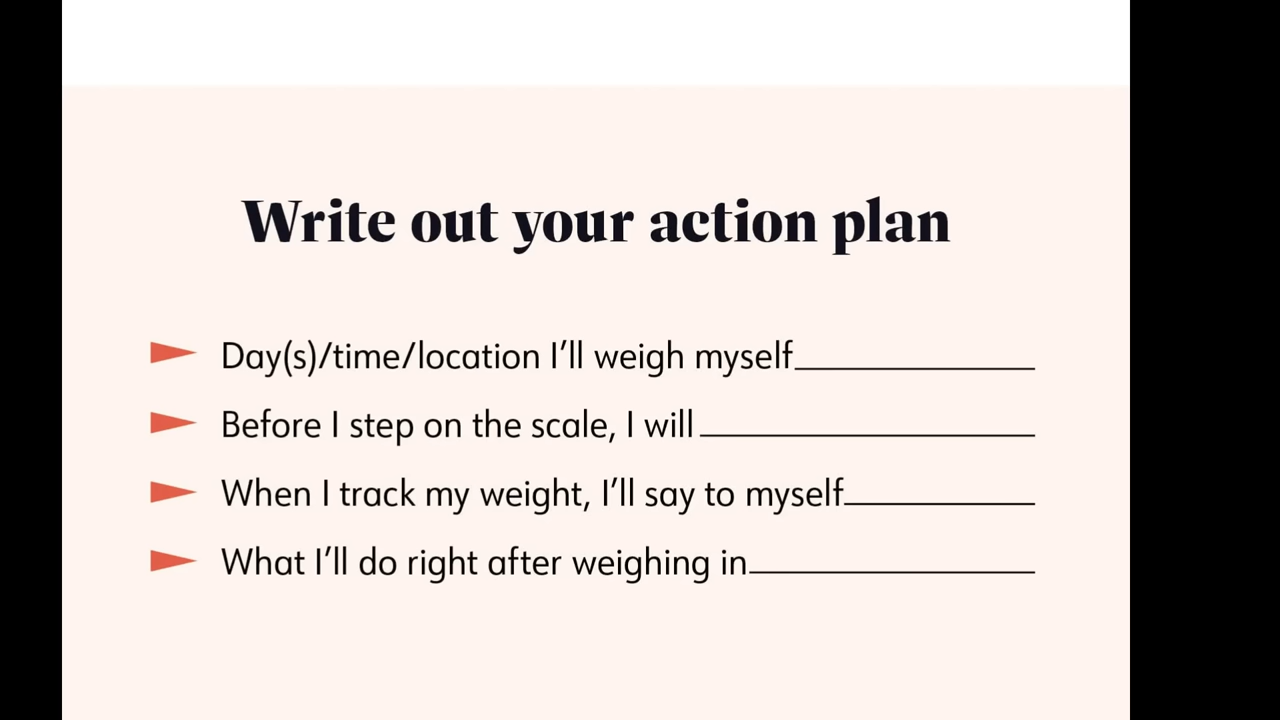 Write out your action plan
Day(s)/time/location I’ll weigh myself
Before I step on the scale, I will
When I track my weight, I’ll say to myself
What I’ll do right after weighing in